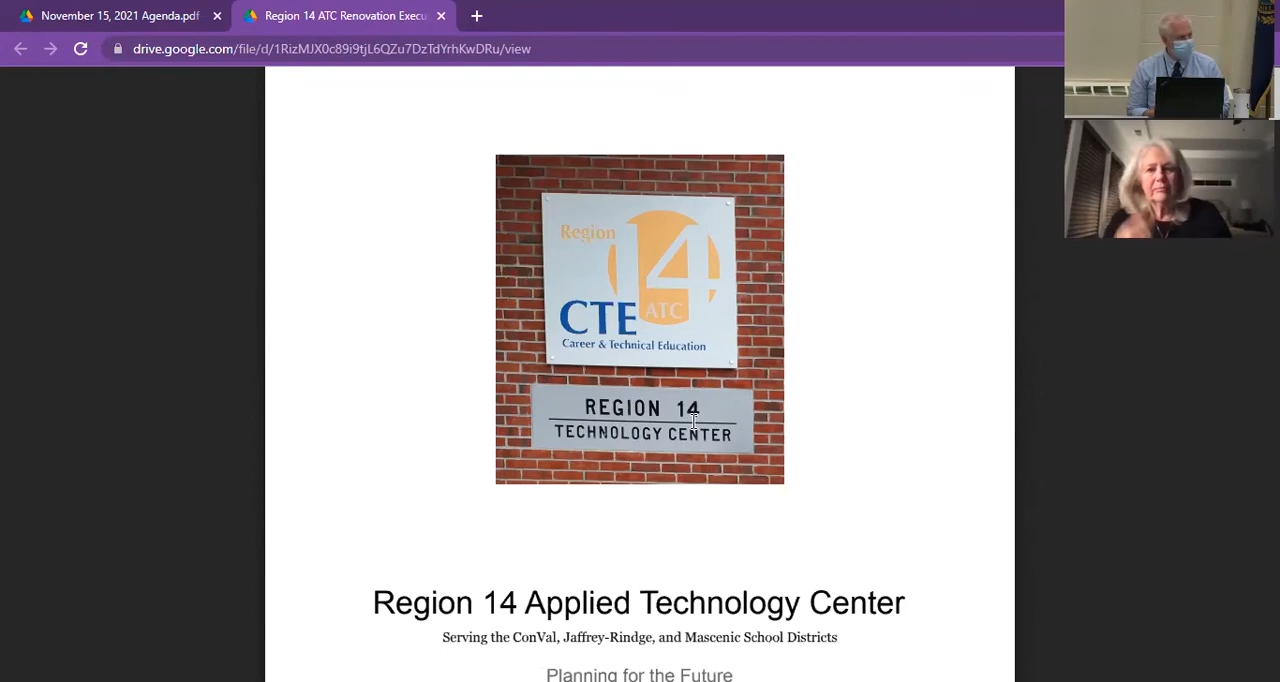 November 15, 2021 Agenda.pdf
Region 14 ATC Renovation Execu
drive.google.com/file/d/1RizMJX0c89i9tjL6QZu7DzTdYrhKwDRu/view
Region
14
CTE ATC
Career & Technical Education
REGION 14
TECHNOLOGY CENTER
Region 14 Applied Technology Center
Serving the ConVal, Jaffrey-Rindge, and Mascenic School Districts
Planning for the Future